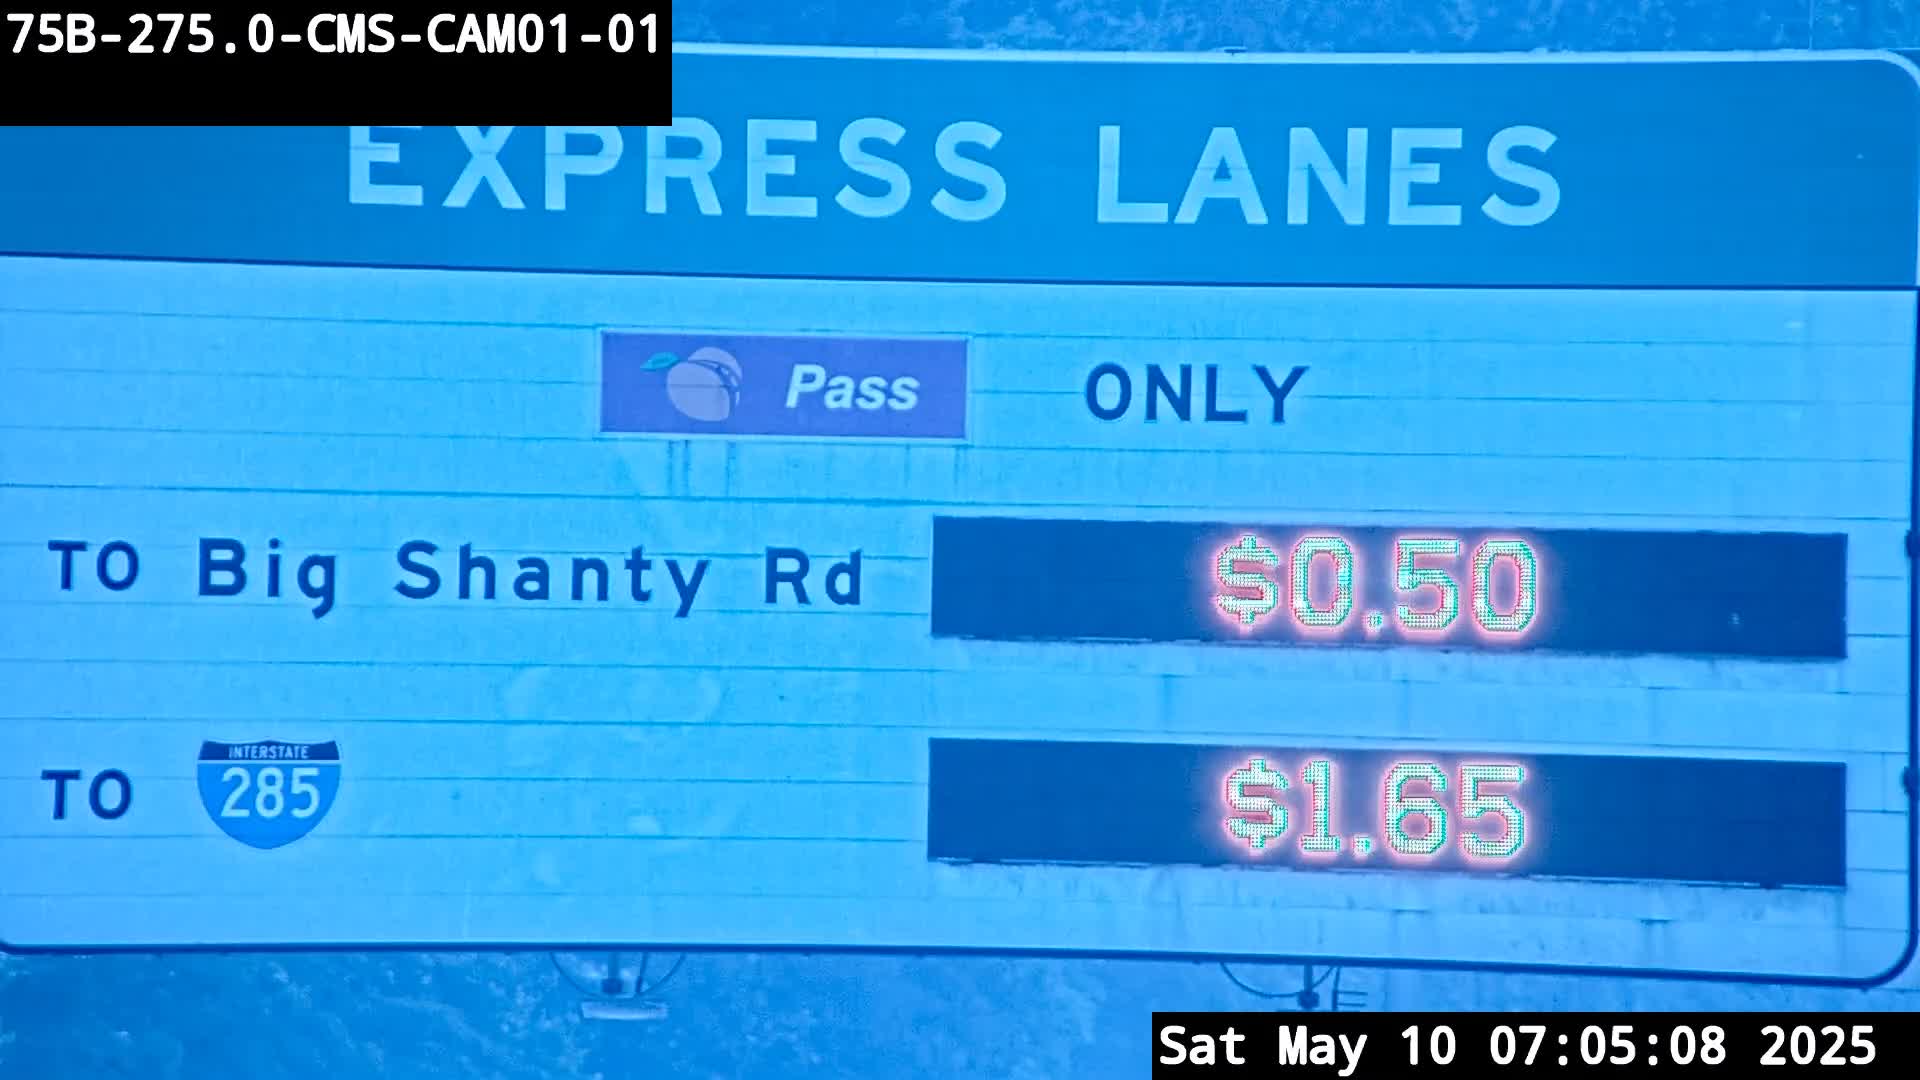 75B-275.0-CMS-CAM01-01
EXPRESS LANES
Pass ONLY
TO Big Shanty Rd $0.50
INTERSTATE
TO 285 $1.65
Sat May 10 07:05:08 2025